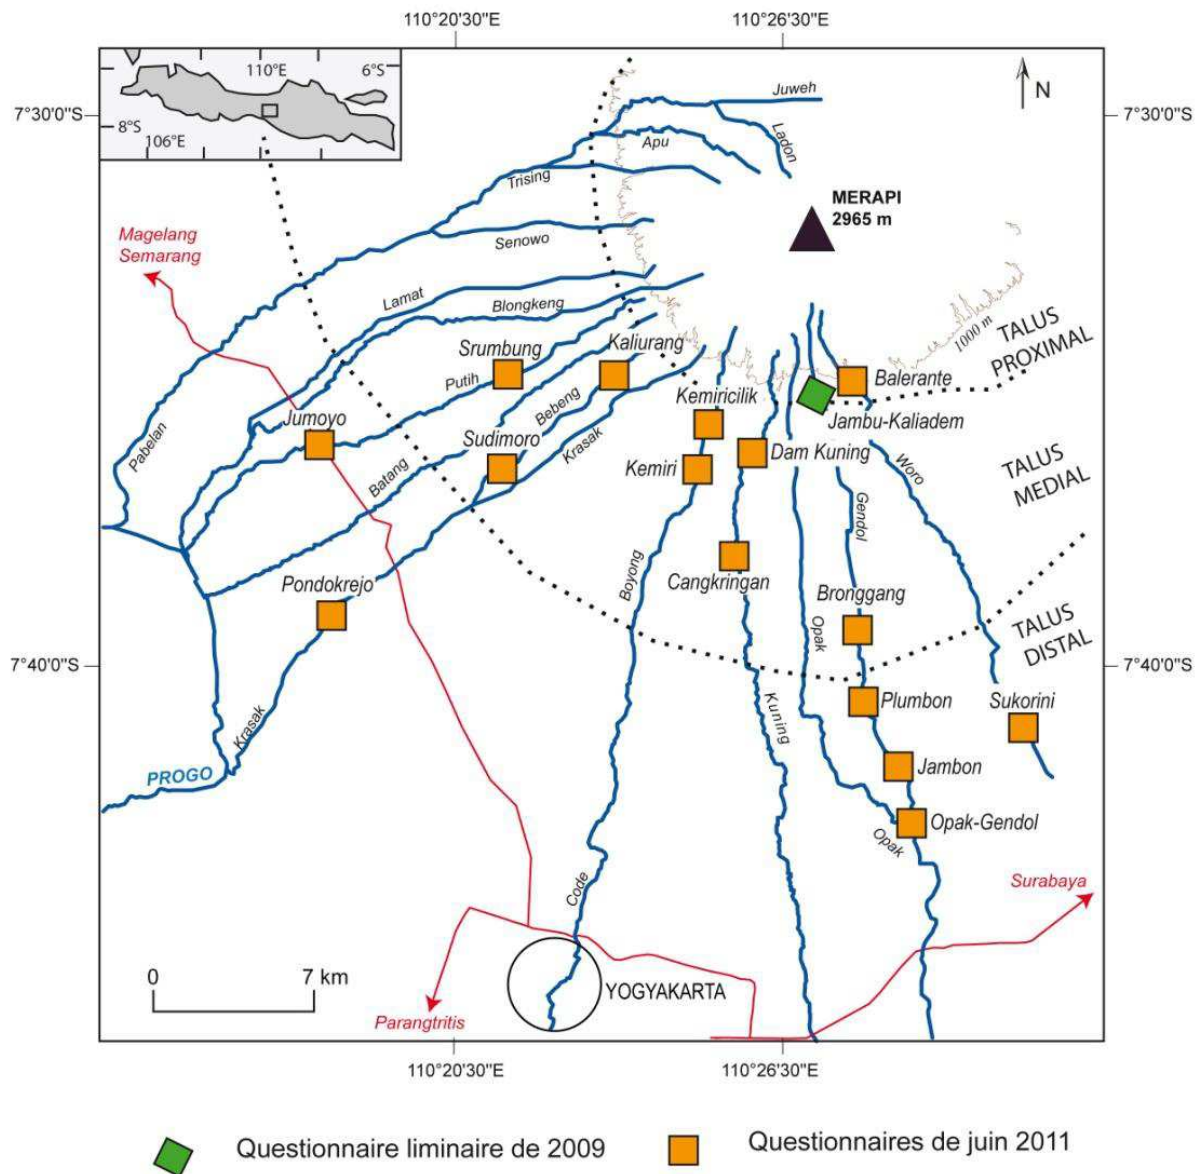 110°20'30"E
110°26'30"E
110°E
6°S
8°S
106°E
N
7°30'0"S
7°30'0"S
Juweh
Ladon
Apu
Trising
MERAPI
2965 m
Magelang
Semarang
Senowo
Lamat
Blongkeng
1000 m
TALUS
PROXIMAL
Srumbung
Kaliurang
Putih
Bebeng
Kemiricilik
Balerante
Jambu-Kaliadem
Jumoyo
Sudimoro
Krasak
Pabelan
Batang
Kemiri
Dam Kuning
Woro
TALUS
MEDIAL
Gendol
Boyong
Cangkringan
Pondokrejo
Bronggang
Opak
TALUS
DISTAL
7°40'0"S
7°40'0"S
Kuning
Plumbon
Sukorini
Krasak
PROGO
Jambon
Opak-Gendol
Opak
Code
Surabaya
0
7 km
YOGYAKARTA
Parangtritis
110°20'30"E
110°26'30"E
Questionnaire liminaire de 2009
Questionnaires de juin 2011